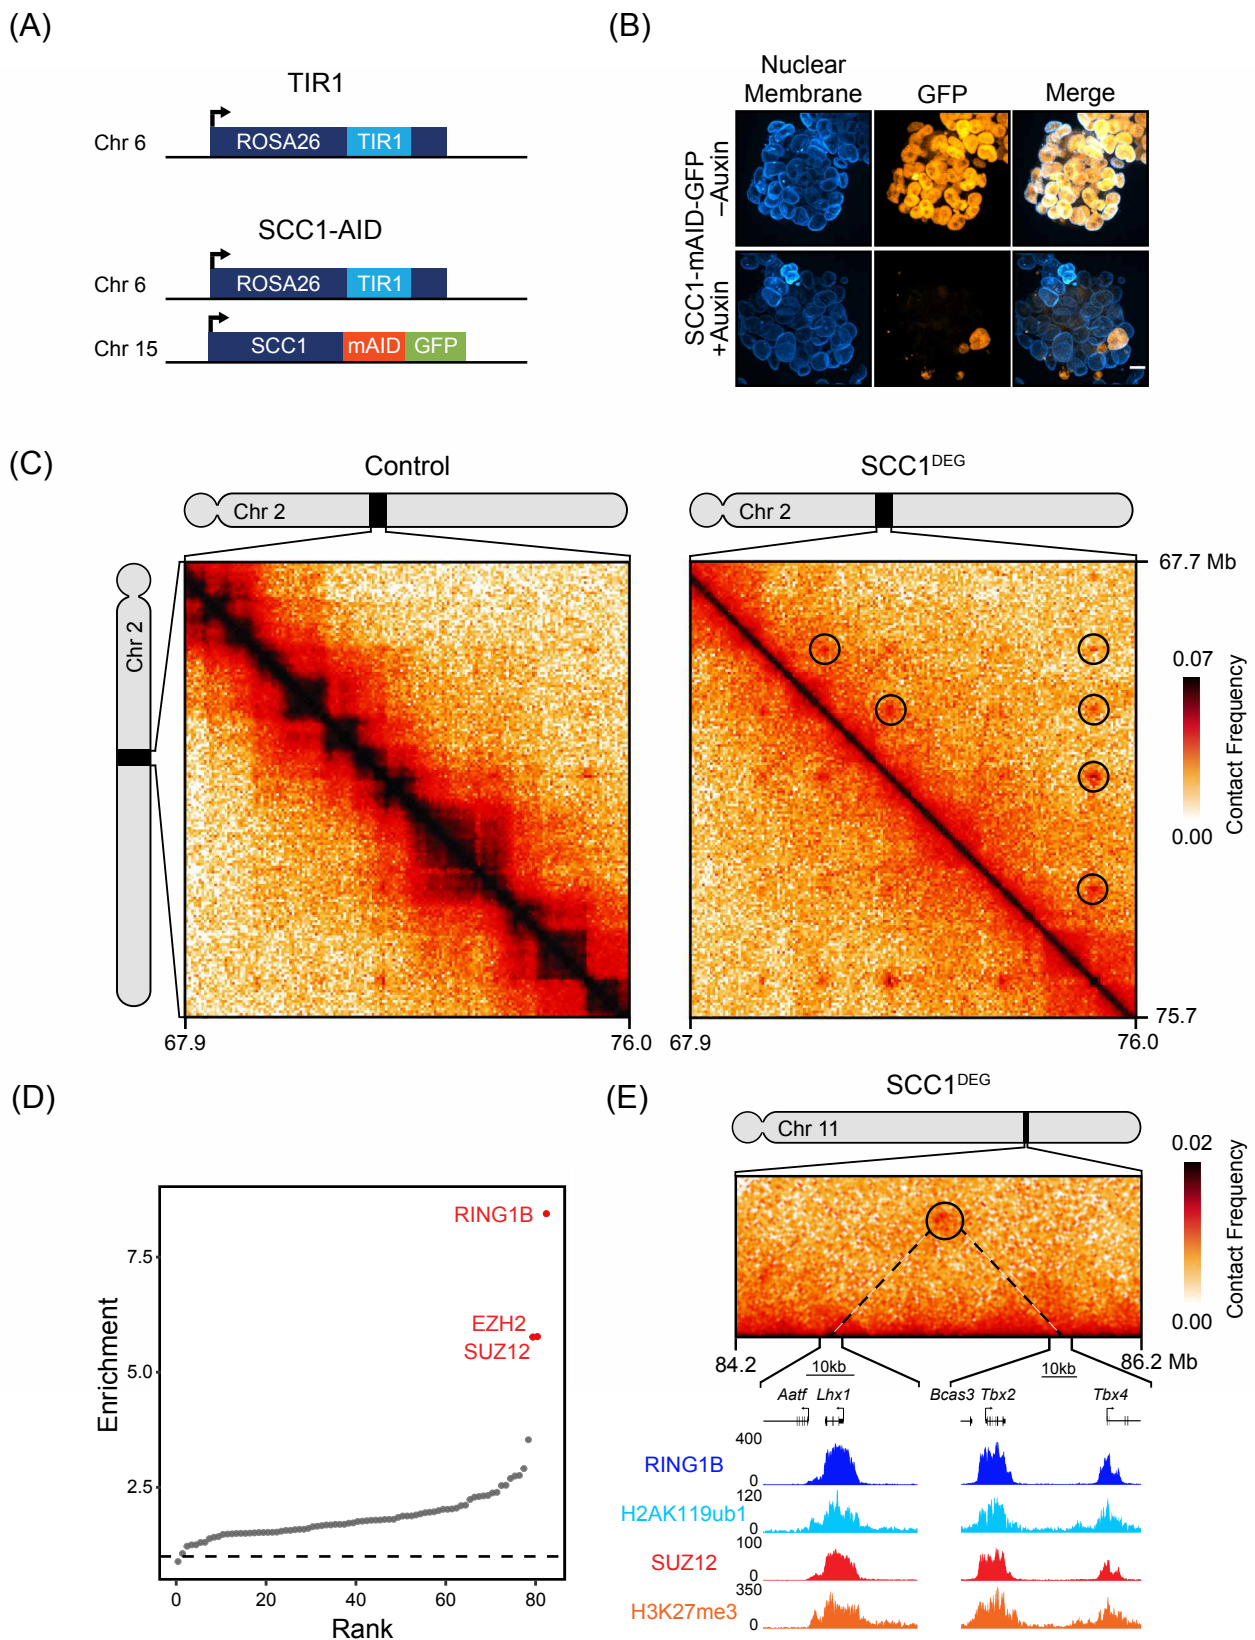 (A)
TIR1
Chr 6
ROSA26 TIR1
SCC1-AID
Chr 6
ROSA26 TIR1
Chr 15
SCC1 mAID GFP
(B)
Nuclear Membrane
GFP
Merge
SCC1-mAID-GFP
–Auxin
+Auxin
(C)
Control
Chr 2
Chr 2
67.9
76.0
SCC1DEG
Chr 2
67.7 Mb
75.7
67.9
76.0
0.07
0.00
Contact Frequency
(D)
Enrichment
7.5
5.0
2.5
RING1B
EZH2
SUZ12
0 20 40 60 80
Rank
(E)
SCC1DEG
Chr 11
0.02
0.00
Contact Frequency
84.2
86.2 Mb
10kb
10kb
Aatf Lhx1
Bcas3 Tbx2 Tbx4
RING1B
400
0
H2AK119ub1
120
0
SUZ12
100
0
H3K27me3
350
0